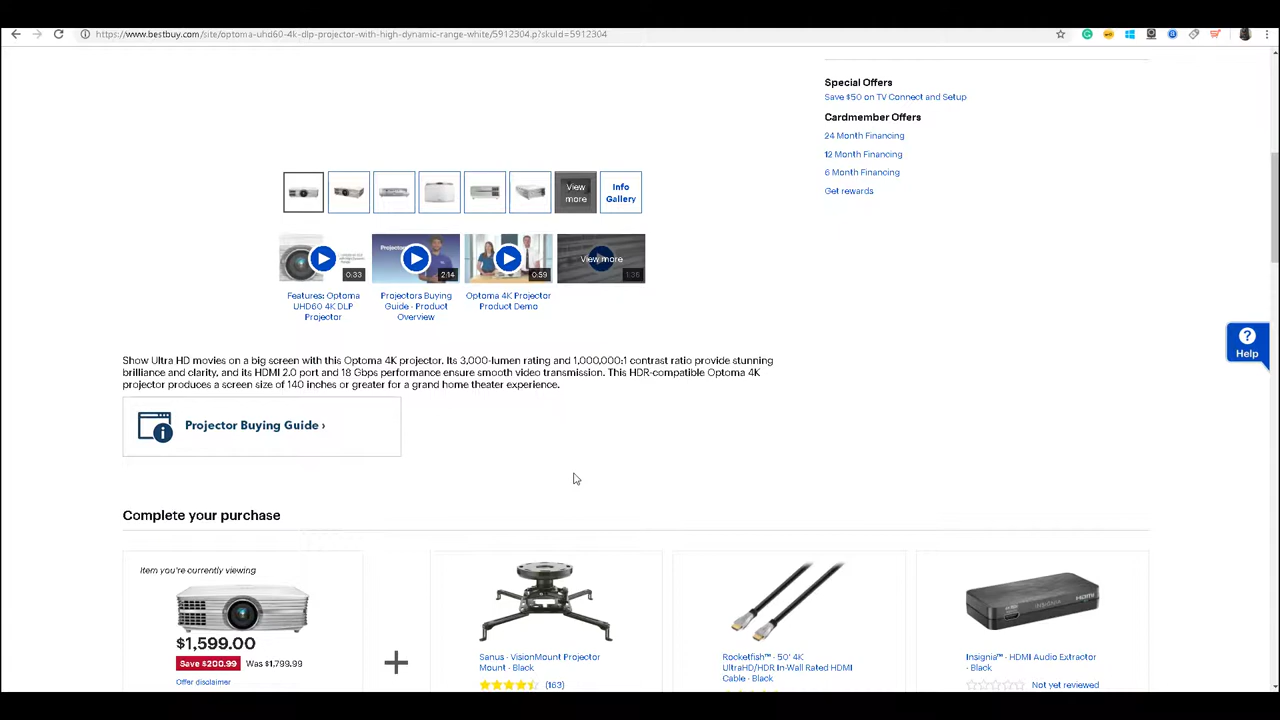 https://www.bestbuy.com/site/optoma-uhd60-4k-dlp-projector-with-high-dynamic-range-white/5912304.p?skuId=5912304
Special Offers
Save $50 on TV Connect and Setup
Cardmember Offers
24 Month Financing
12 Month Financing
6 Month Financing
Get rewards
View
more
Info
Gallery
Projectors
0:33
2:14
0:59
View more
1:36
Features: Optoma
UHD60 4K DLP
Projector
Projectors Buying
Guide - Product
Overview
Optoma 4K Projector
Product Demo
Help
Show Ultra HD movies on a big screen with this Optoma 4K projector. Its 3,000-lumen rating and 1,000,000:1 contrast ratio provide stunning
brilliance and clarity, and its HDMI 2.0 port and 18 Gbps performance ensure smooth video transmission. This HDR-compatible Optoma 4K
projector produces a screen size of 140 inches or greater for a grand home theater experience.
Projector Buying Guide ›
Complete your purchase
Item you're currently viewing
$1,599.00
Save $200.99 Was $1,799.99
Offer disclaimer
Sanus - VisionMount Projector
Mount - Black
(163)
Rocketfish™ - 50' 4K
UltraHD/HDR In-Wall Rated HDMI
Cable - Black
INSIGNIA
HDMI
Insignia™ - HDMI Audio Extractor
- Black
Not yet reviewed